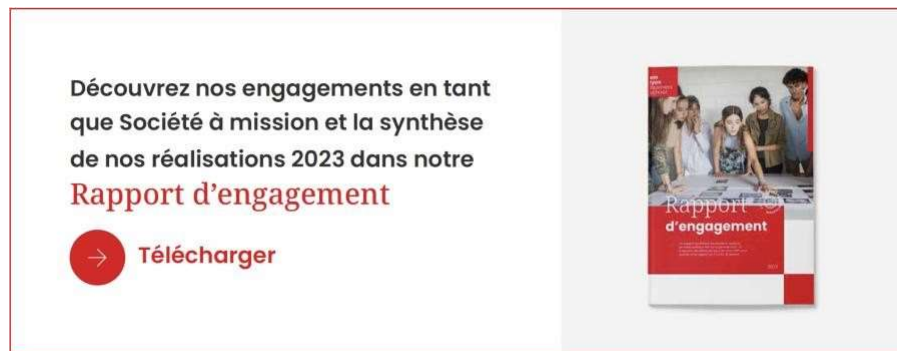 Découvrez nos engagements en tant
que Société à mission et la synthèse
de nos réalisations 2023 dans notre
Rapport d’engagement
Télécharger
Rapport
d’engagement